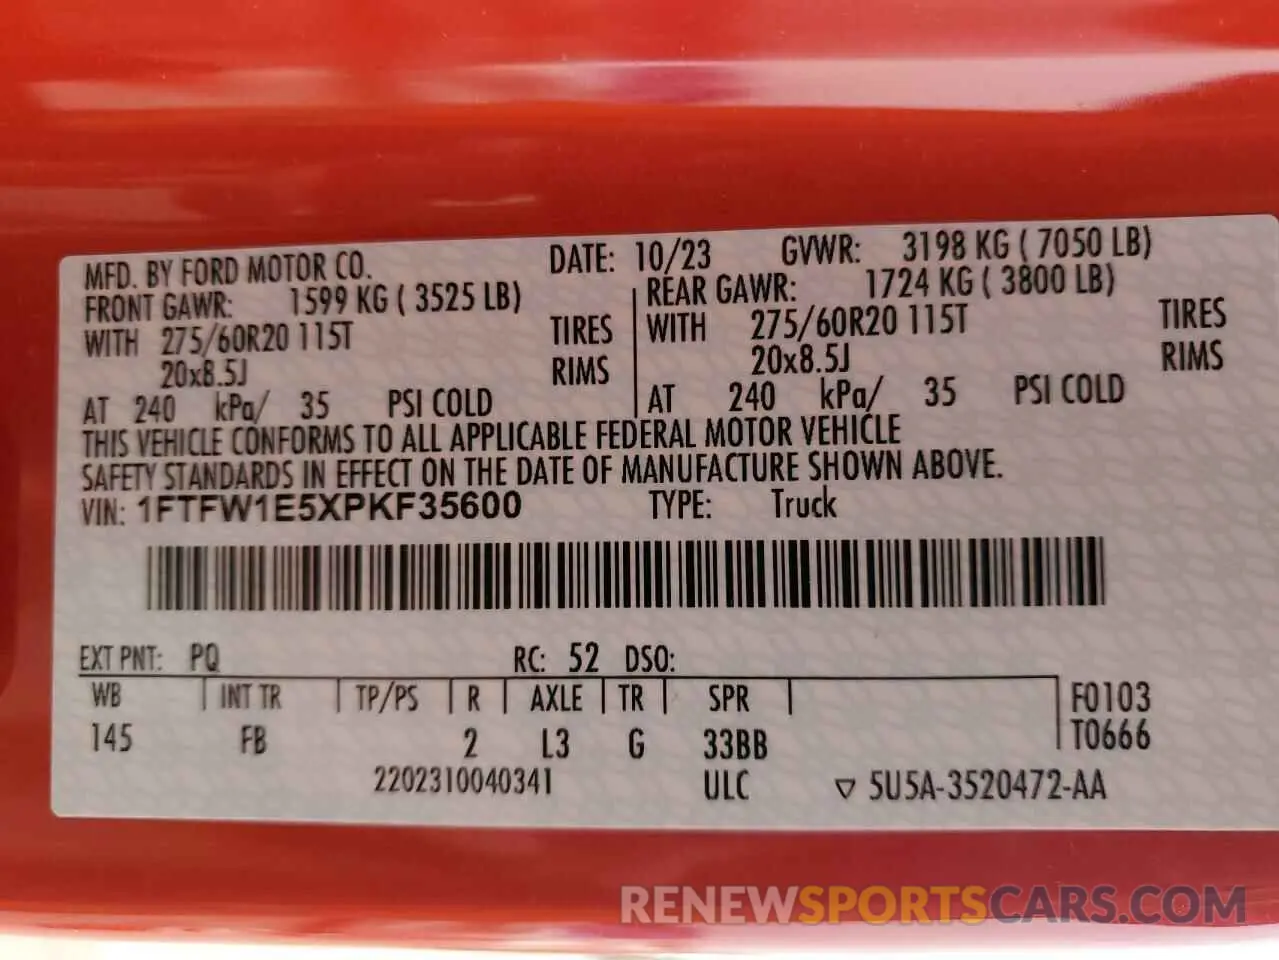 MFD. BY FORD MOTOR CO. DATE: 10/23 GVWR: 3198 KG ( 7050 LB)
FRONT GAWR: 1599 KG ( 3525 LB) REAR GAWR: 1724 KG ( 3800 LB)
WITH 275/60R20 115T TIRES WITH 275/60R20 115T TIRES
20x8.5J RIMS 20x8.5J RIMS
AT 240 kPa/ 35 PSI COLD AT 240 kPa/ 35 PSI COLD
THIS VEHICLE CONFORMS TO ALL APPLICABLE FEDERAL MOTOR VEHICLE
SAFETY STANDARDS IN EFFECT ON THE DATE OF MANUFACTURE SHOWN ABOVE.
VIN: 1FTFW1E5XPKF35600 TYPE: Truck
EXT PNT: PQ RC: 52 DSO:
WB INT TR TP/PS R AXLE TR SPR F0103
145 FB 2 L3 G 33BB T0666
2202310040341 ULC ▽ 5U5A-3520472-AA
RENEWSPORTSCARS.COM